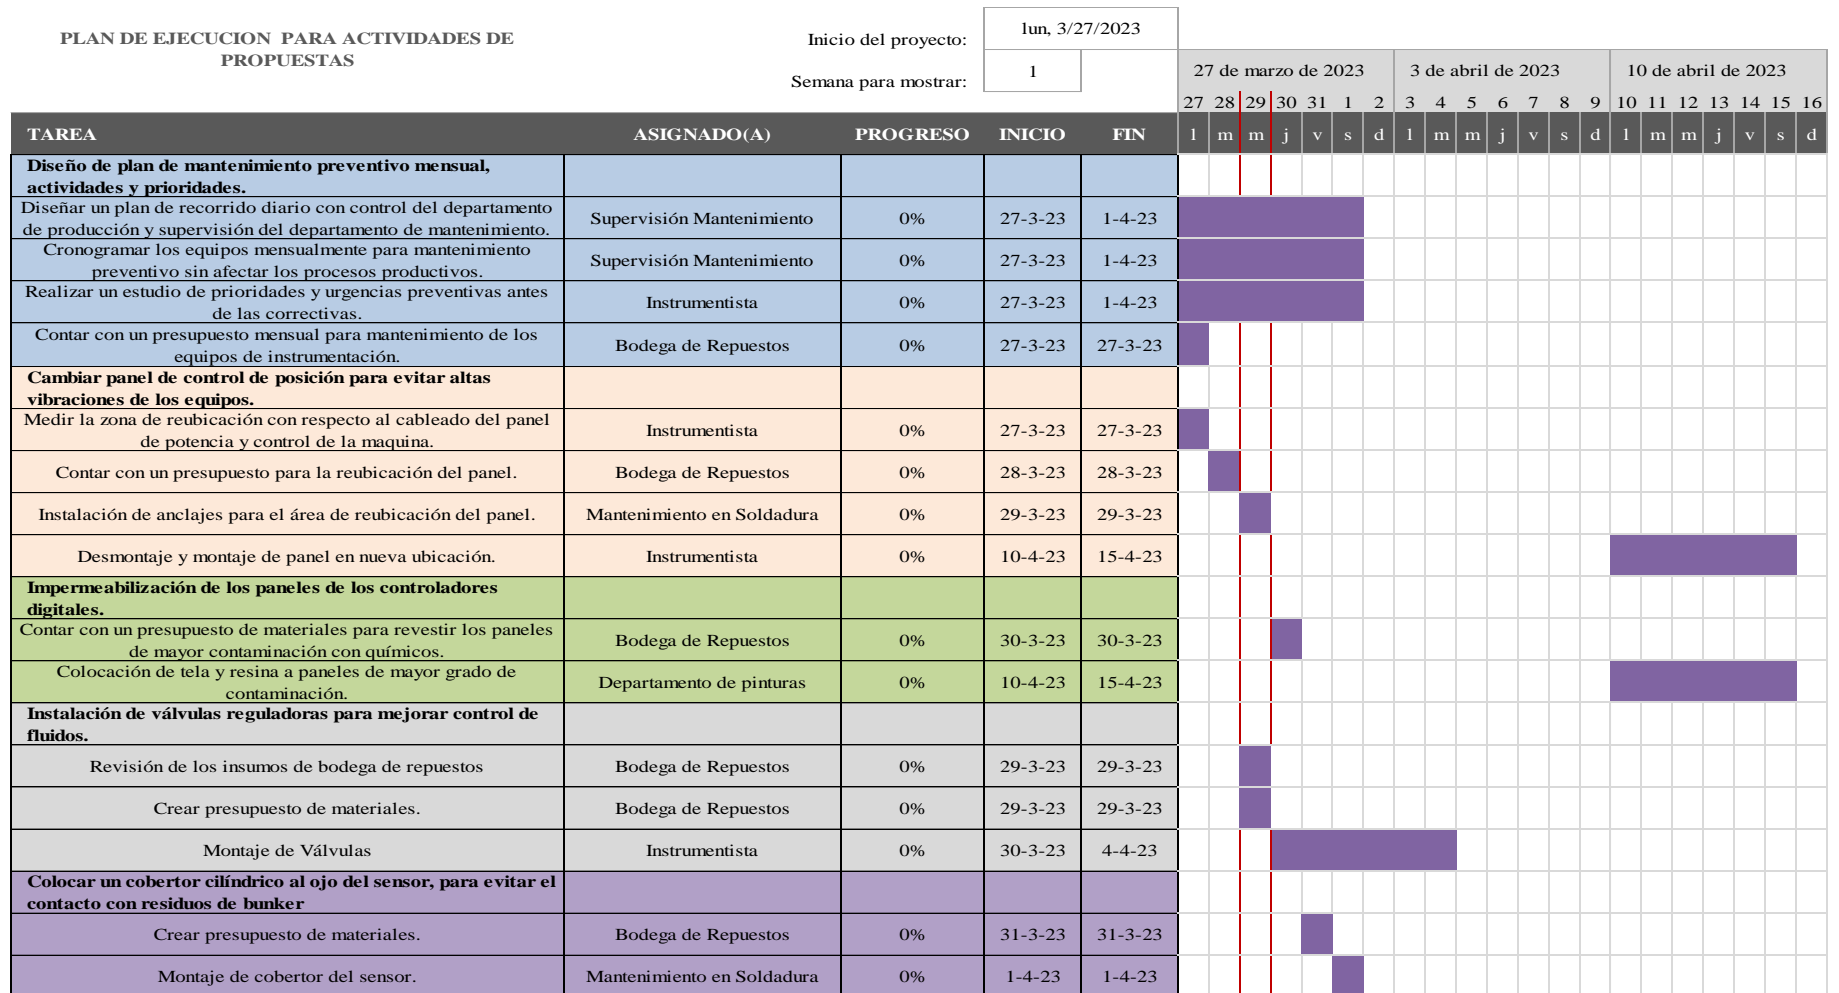 PLAN DE EJECUCION PARA ACTIVIDADES DE
PROPUESTAS
Inicio del proyecto:
lun, 3/27/2023
Semana para mostrar:
1
27 de marzo de 2023
3 de abril de 2023
10 de abril de 2023
27 28 29 30 31 1 2 3 4 5 6 7 8 9 10 11 12 13 14 15 16
TAREA ASIGNADO(A) PROGRESO INICIO FIN l m m j v s d l m m j v s d l m m j v s d
Diseño de plan de mantenimiento preventivo mensual,
actividades y prioridades.
Diseñar un plan de recorrido diario con control del departamento
de producción y supervisión del departamento de mantenimiento.
Supervisión Mantenimiento 0% 27-3-23 1-4-23
Cronogramar los equipos mensualmente para mantenimiento
preventivo sin afectar los procesos productivos.
Supervisión Mantenimiento 0% 27-3-23 1-4-23
Realizar un estudio de prioridades y urgencias preventivas antes
de las correctivas.
Instrumentista 0% 27-3-23 1-4-23
Contar con un presupuesto mensual para mantenimiento de los
equipos de instrumentación.
Bodega de Repuestos 0% 27-3-23 27-3-23
Cambiar panel de control de posición para evitar altas
vibraciones de los equipos.
Medir la zona de reubicación con respecto al cableado del panel
de potencia y control de la maquina.
Instrumentista 0% 27-3-23 27-3-23
Contar con un presupuesto para la reubicación del panel. Bodega de Repuestos 0% 28-3-23 28-3-23
Instalación de anclajes para el área de reubicación del panel. Mantenimiento en Soldadura 0% 29-3-23 29-3-23
Desmontaje y montaje de panel en nueva ubicación. Instrumentista 0% 10-4-23 15-4-23
Impermeabilización de los paneles de los controladores
digitales.
Contar con un presupuesto de materiales para revestir los paneles
de mayor contaminación con químicos.
Bodega de Repuestos 0% 30-3-23 30-3-23
Colocación de tela y resina a paneles de mayor grado de
contaminación.
Departamento de pinturas 0% 10-4-23 15-4-23
Instalación de válvulas reguladoras para mejorar control de
fluidos.
Revisión de los insumos de bodega de repuestos Bodega de Repuestos 0% 29-3-23 29-3-23
Crear presupuesto de materiales. Bodega de Repuestos 0% 29-3-23 29-3-23
Montaje de Válvulas Instrumentista 0% 30-3-23 4-4-23
Colocar un cobertor cilíndrico al ojo del sensor, para evitar el
contacto con residuos de bunker
Crear presupuesto de materiales. Bodega de Repuestos 0% 31-3-23 31-3-23
Montaje de cobertor del sensor. Mantenimiento en Soldadura 0% 1-4-23 1-4-23